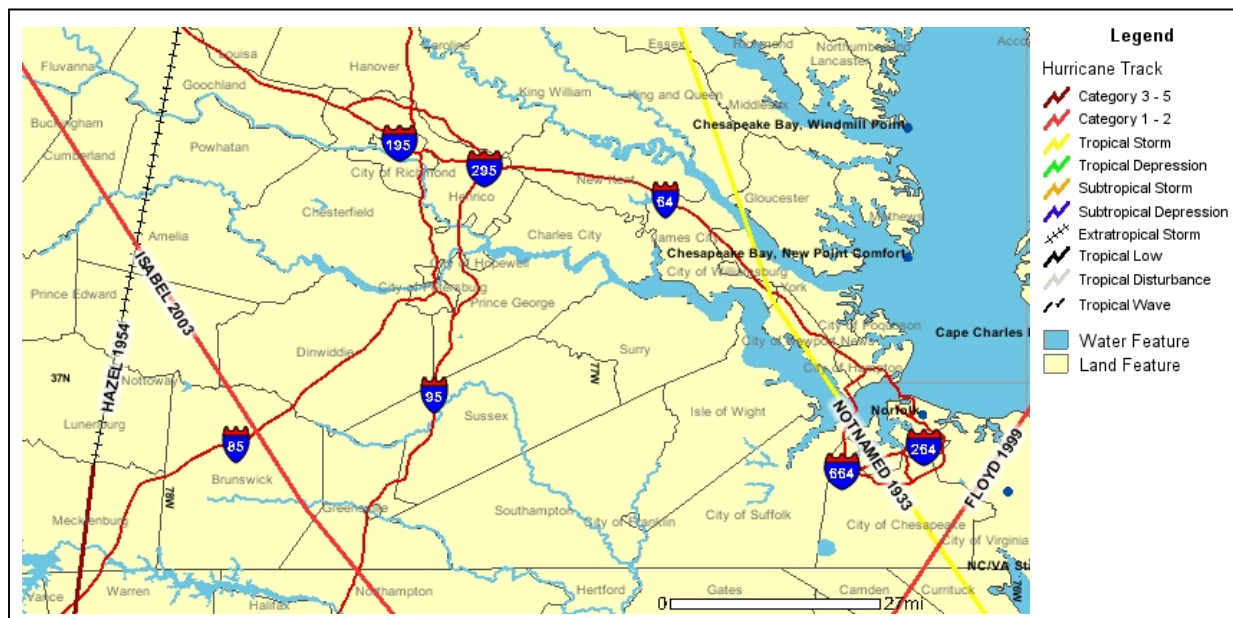 Louisa
Caroline
Essex
Richmond
Northumberland
Lancaster
Acco
Fluvanna
Goochland
Hanover
King William
King and Queen
Middlesex
Chesapeake Bay, Windmill Point
Buckingham
Cumberland
Powhatan
195
City of Richmond
295
Henrico
New Kent
64
Gloucester
Mathews
Chesterfield
Amelia
Charles City
James City
Chesapeake Bay, New Point Comfort
City of Williamsburg
York
ISABEL 2003
City of Hopewell
City of Petersburg
Prince George
Prince Edward
HAZEL 1954
Dinwiddie
Surry
77W
City of Poquoson
City of Newport News
City of Hampton
Cape Charles
37N
Nottoway
Lunenburg
95
Sussex
Isle of Wight
Norfolk
NOTNAMED 1933
85
264
664
FLOYD 1999
Brunswick
78W
Mecklenburg
Greensville
Southampton
City of Franklin
City of Suffolk
City of Chesapeake
City of Virginia
NC/VA St
76W
Vance
Warren
Halifax
Northampton
Hertford
Gates
Camden
Currituck
0
27mi
Legend
Hurricane Track
Category 3 - 5
Category 1 - 2
Tropical Storm
Tropical Depression
Subtropical Storm
Subtropical Depression
Extratropical Storm
Tropical Low
Tropical Disturbance
Tropical Wave
Water Feature
Land Feature